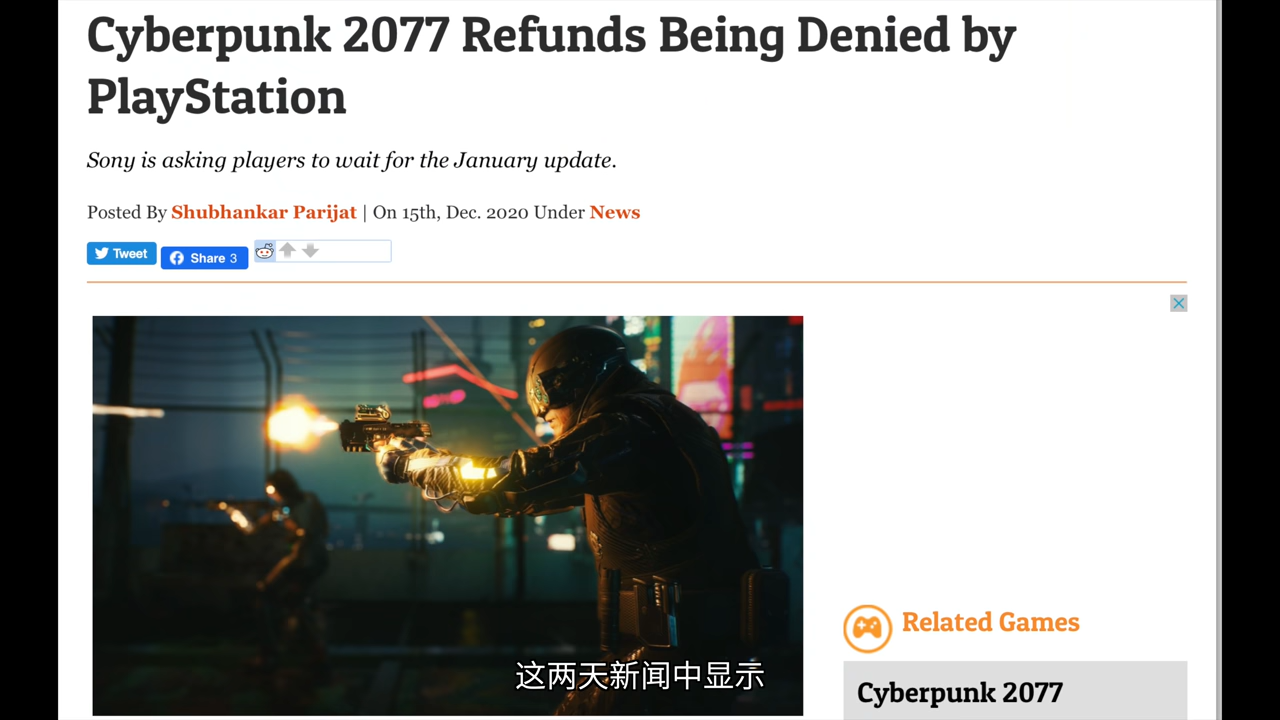 Cyberpunk 2077 Refunds Being Denied by
PlayStation
Sony is asking players to wait for the January update.
Posted By Shubhankar Parijat | On 15th, Dec. 2020 Under News
Tweet
Share 3
Related Games
Cyberpunk 2077
这两天新闻中显示